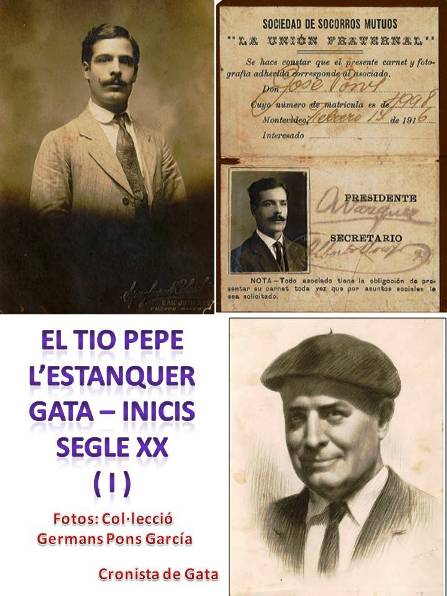 SOCIEDAD DE SOCORROS MUTUOS
"LA UNIÓN FRATERNAL"
Se hace constar que el presente carnet y foto-
grafía adherida corresponde al asociado,
Don José Pons
Cuyo número de matricula es de 1998
Montevideo, Febrero 13 de 1916
Interesado
PRESIDENTE
A Vazquez
SECRETARIO
NOTA—Todo asociado tiene la obligación de pre-
sentar su carnet toda vez que por asuntos sociales le
sea solicitado.
EL TIO PEPE
L'ESTANQUER
GATA – INICIS
SEGLE XX
( I )
Fotos: Col·lecció
Germans Pons García
Cronista de Gata